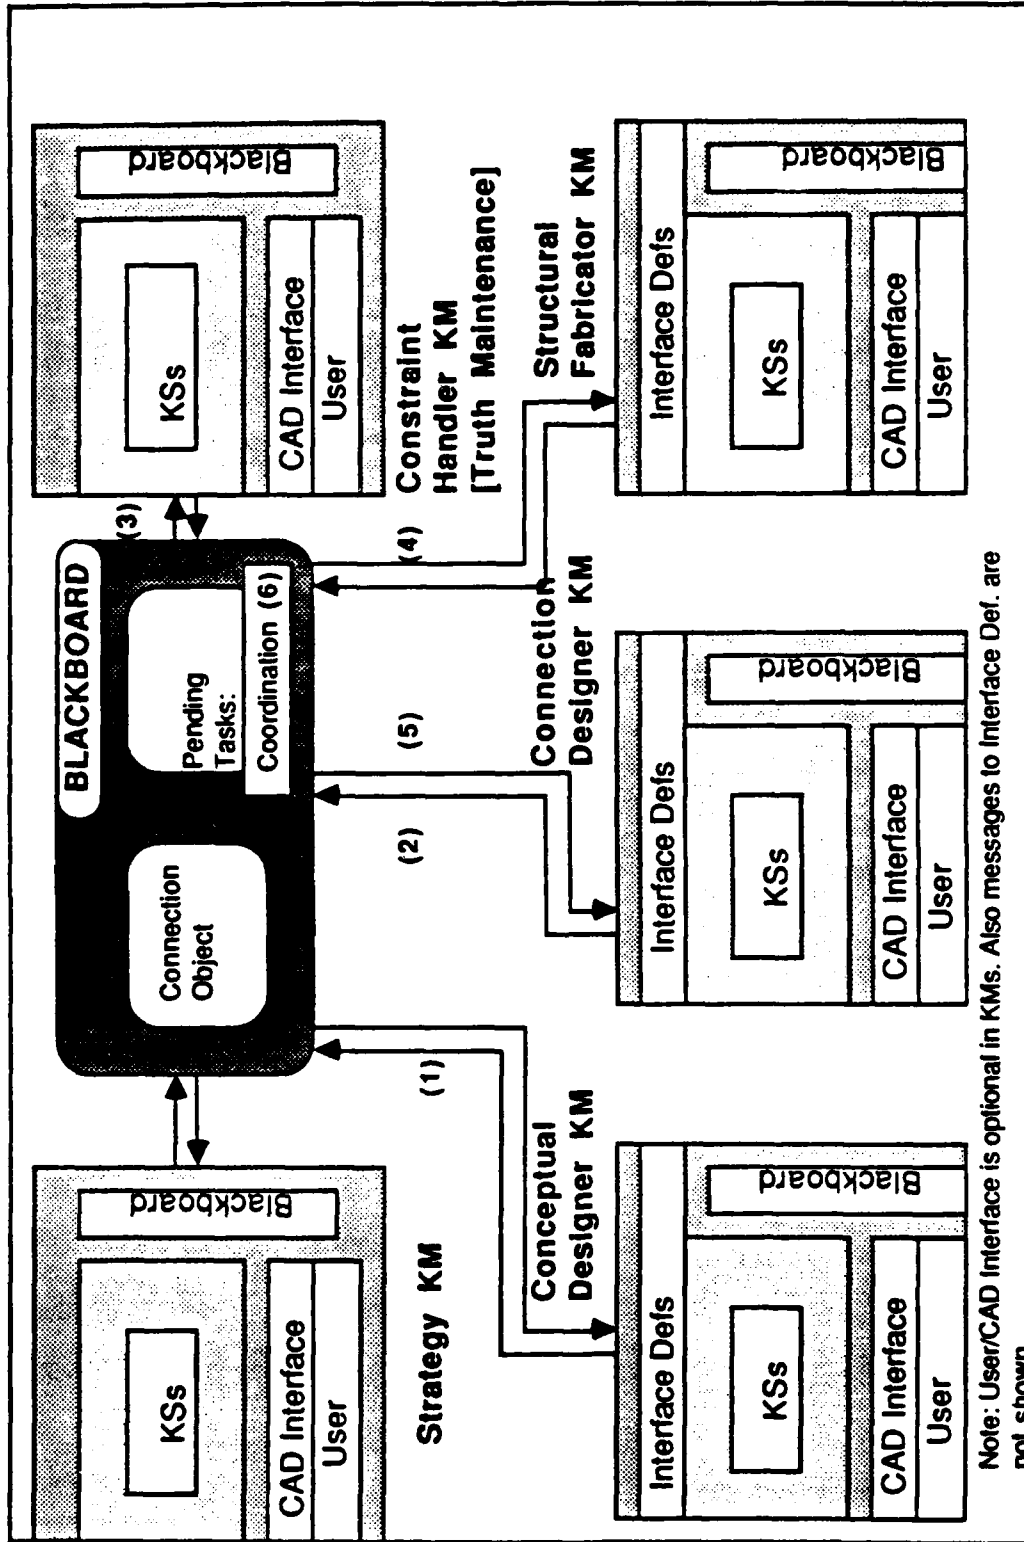 BLACKBOARD
Connection
Object
Pending
Tasks:
Coordination (6)
KSs
CAD Interface
User
Blackboard
Strategy KM
KSs
CAD Interface
User
Blackboard
(3)
Constraint
Handler KM
[Truth Maintenance]
(1)
(2)
(5)
(4)
Conceptual
Designer KM
Connection
Designer KM
Structural
Fabricator KM
Interface Defs
KSs
CAD Interface
User
Blackboard
Interface Defs
KSs
CAD Interface
User
Blackboard
Interface Defs
KSs
CAD Interface
User
Blackboard
Note: User/CAD Interface is optional in KMs. Also messages to Interface Def. are
not shown